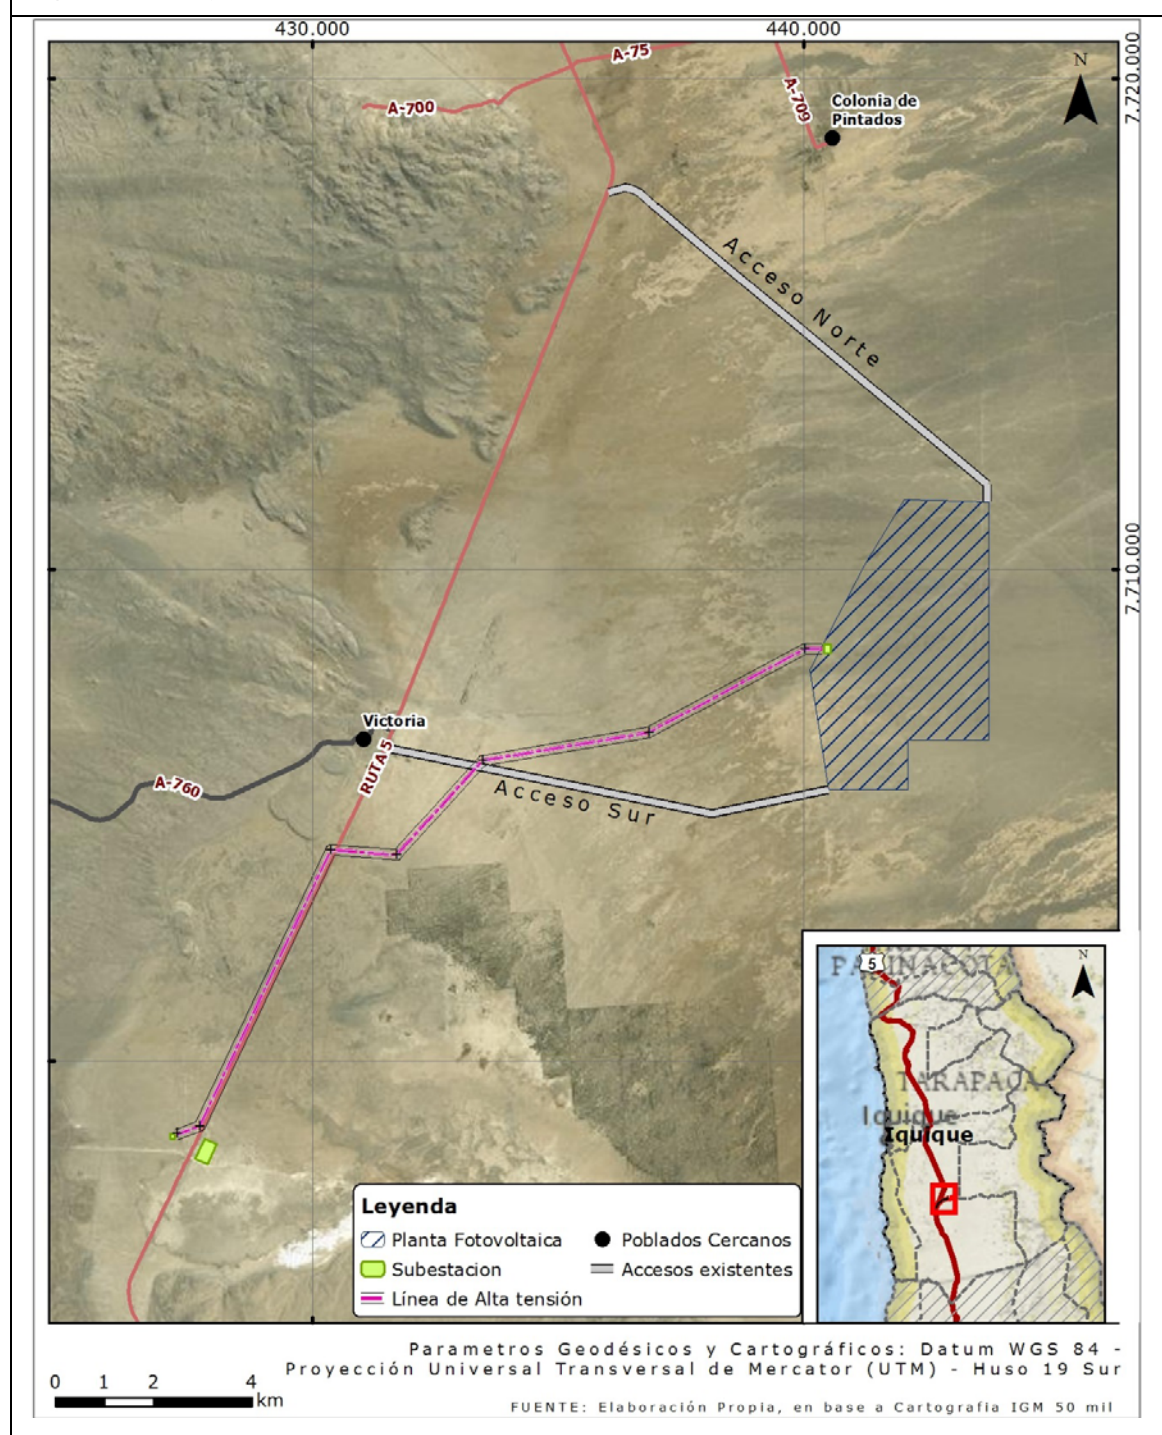 430.000
440.000
7.720.000
A-75
A-700
A-709
Colonia de
Pintados
N
Acceso Norte
7.710.000
Victoria
RUTA 5
A-760
Acceso Sur
Leyenda
Planta Fotovoltaica
Poblados Cercanos
Subestacion
Accesos existentes
Línea de Alta tensión
N
5
TARAPACA
Iquique
Iquique
Parametros Geodésicos y Cartográficos: Datum WGS 84 -
Proyección Universal Transversal de Mercator (UTM) - Huso 19 Sur
0 1 2 4
km
FUENTE: Elaboración Propia, en base a Cartografia IGM 50 mil